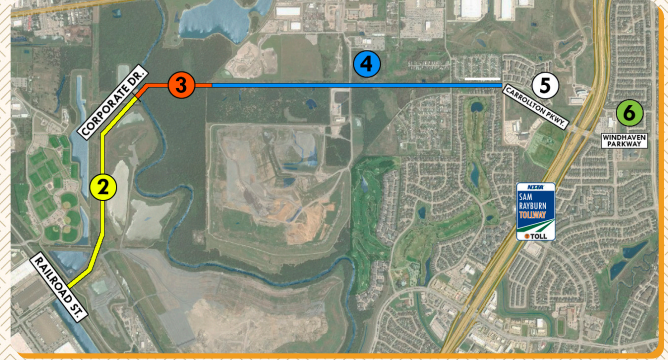 4
3
CORPORATE DR.
5
CARROLLTON PKWY.
6
WINDHAVEN
PARKWAY
2
NTTA
SAM
RAYBURN
TOLLWAY
TOLL
RAILROAD ST.